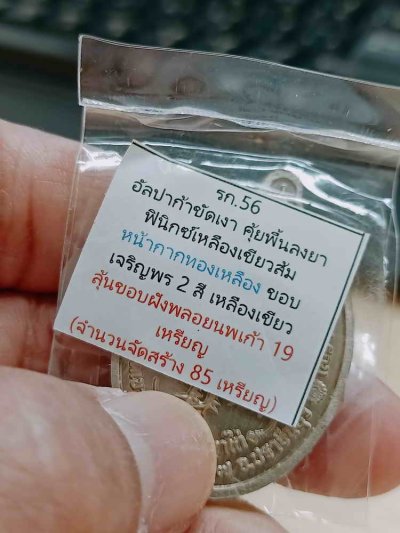 รก.56
อัลปาก้าขัดเงา คุ้ยพื้นลงยา
ฟินิกซ์เหลืองเขียวส้ม
หน้ากากทองเหลือง ขอบ
เจริญพร 2 สี เหลืองเขียว
ลุ้นขอบฝังพลอยนพเก้า 19
เหรียญ
(จำนวนจัดสร้าง 85 เหรียญ)